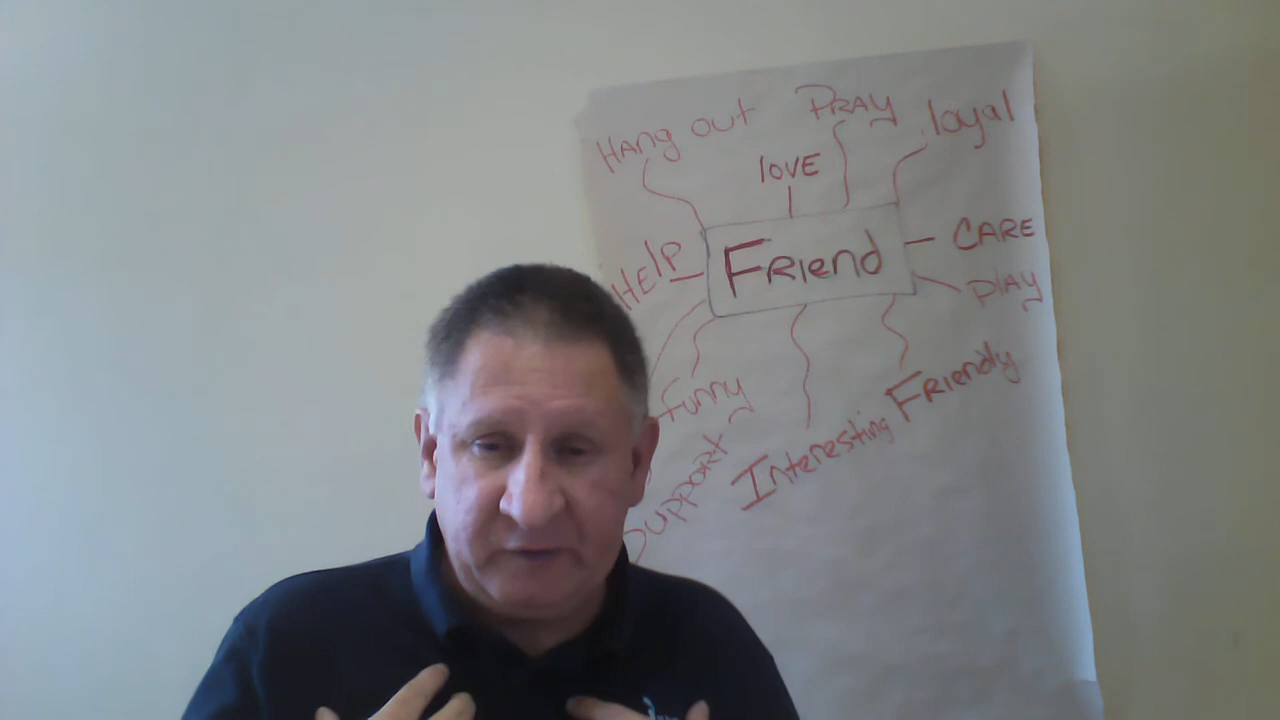 Hang out
Pray
loyal
love
Help
Friend
Care
play
Funny
Friendly
Support
Interesting